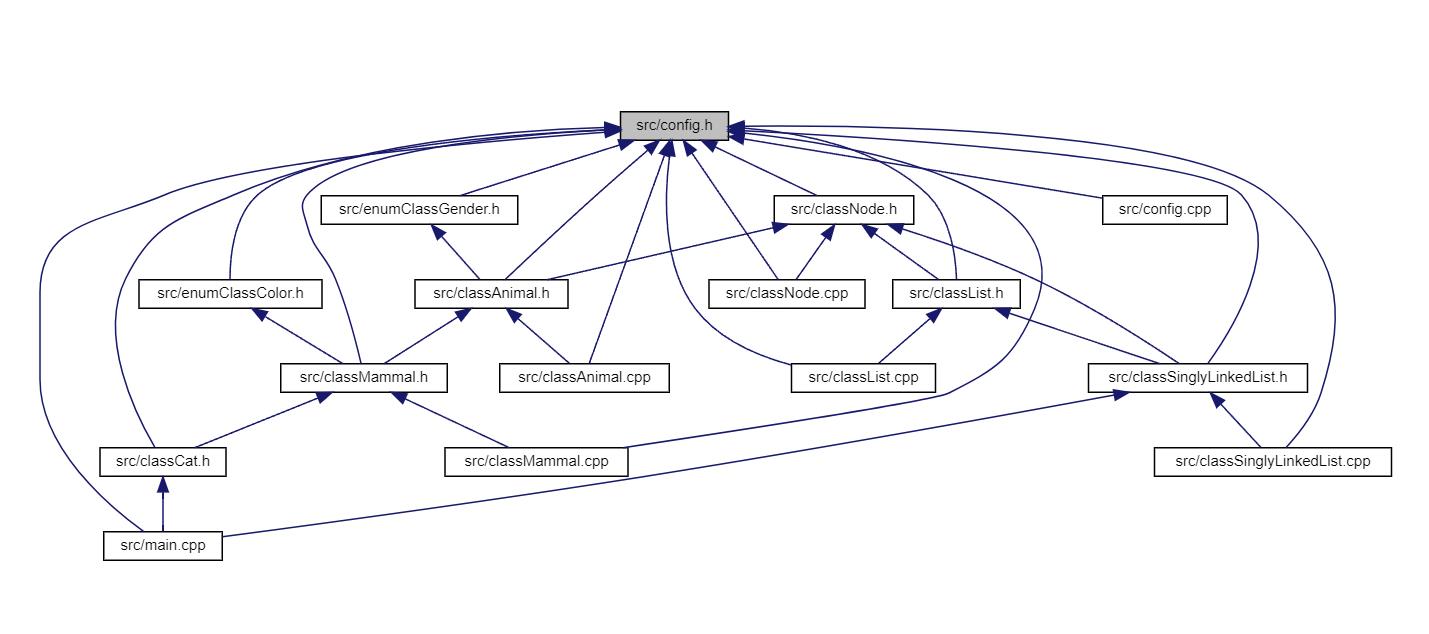 src/config.h
src/enumClassGender.h
src/classNode.h
src/config.cpp
src/enumClassColor.h
src/classAnimal.h
src/classNode.cpp
src/classList.h
src/classMammal.h
src/classAnimal.cpp
src/classList.cpp
src/classSinglyLinkedList.h
src/classCat.h
src/classMammal.cpp
src/classSinglyLinkedList.cpp
src/main.cpp